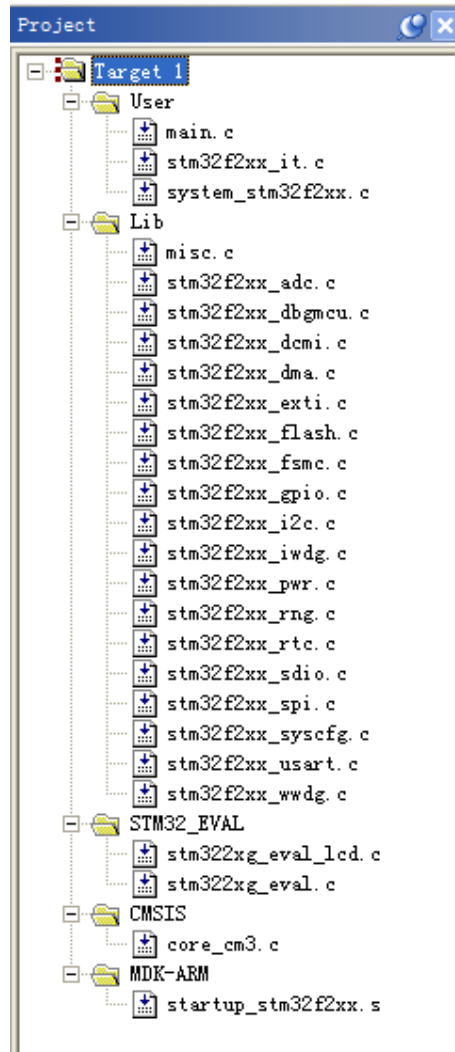 Project
Target 1
User
main.c
stm32f2xx_it.c
system_stm32f2xx.c
Lib
misc.c
stm32f2xx_adc.c
stm32f2xx_dbgmcu.c
stm32f2xx_dcmi.c
stm32f2xx_dma.c
stm32f2xx_exti.c
stm32f2xx_flash.c
stm32f2xx_fsmc.c
stm32f2xx_gpio.c
stm32f2xx_i2c.c
stm32f2xx_iwdg.c
stm32f2xx_pwr.c
stm32f2xx_rng.c
stm32f2xx_rtc.c
stm32f2xx_sdio.c
stm32f2xx_spi.c
stm32f2xx_syscfg.c
stm32f2xx_usart.c
stm32f2xx_wwdg.c
STM32_EVAL
stm322xg_eval_lcd.c
stm322xg_eval.c
CMSIS
core_cm3.c
MDK-ARM
startup_stm32f2xx.s